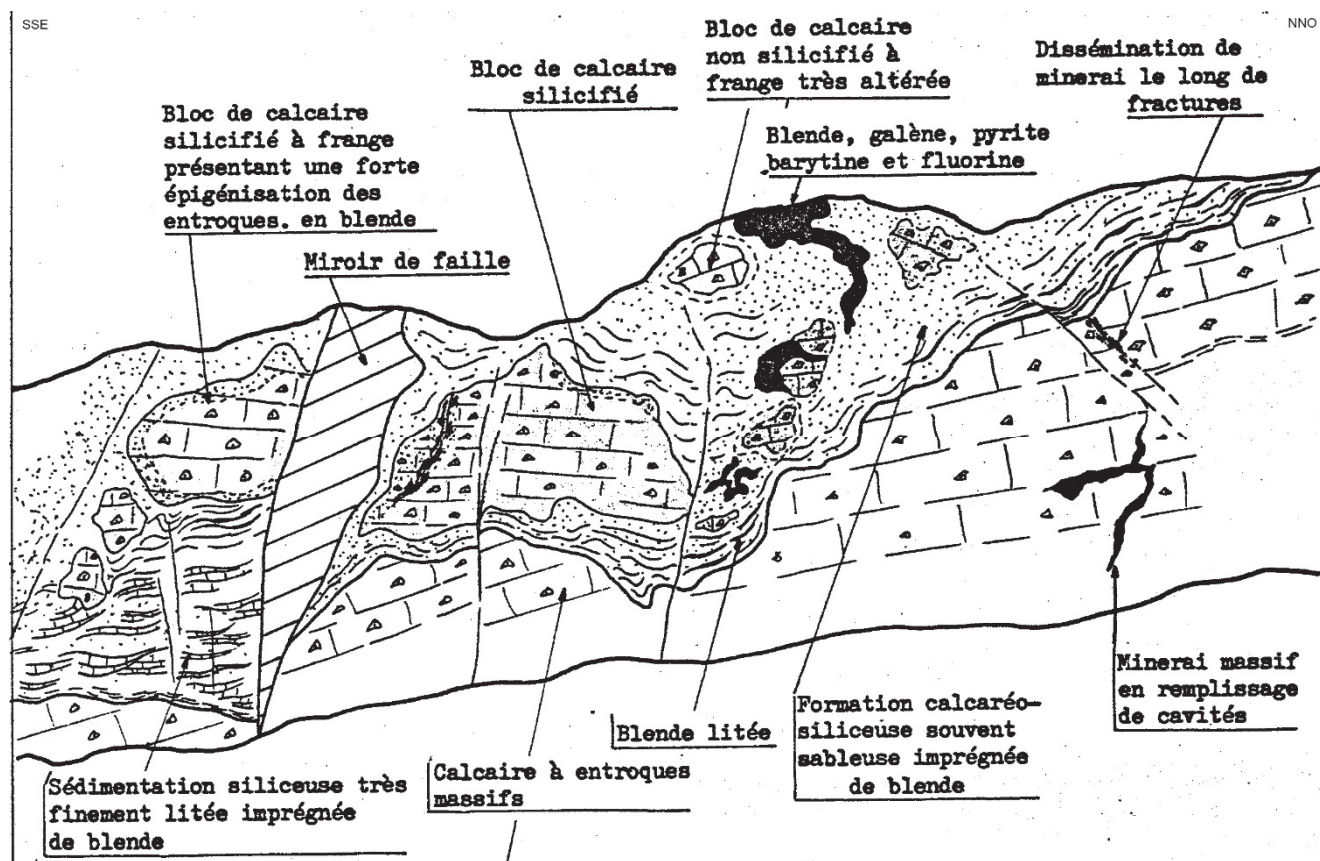 SSE
NNO
Bloc de calcaire
non silicifié à
frange très altérée
Dissémination de
minerai le long de
fractures
Bloc de calcaire
silicifié
Bloc de calcaire
silicifié à frange
présentant une forte
épigénisation des
entroques. en blende
Blende, galène, pyrite
barytine et fluorine
Miroir de faille
Sédimentation siliceuse très
finement litée imprégnée
de blende
Calcaire à entroques
massifs
Blende litée
Formation calcaréo-
siliceuse souvent
sableuse imprégnée
de blende
Minerai massif
en remplissage
de cavités